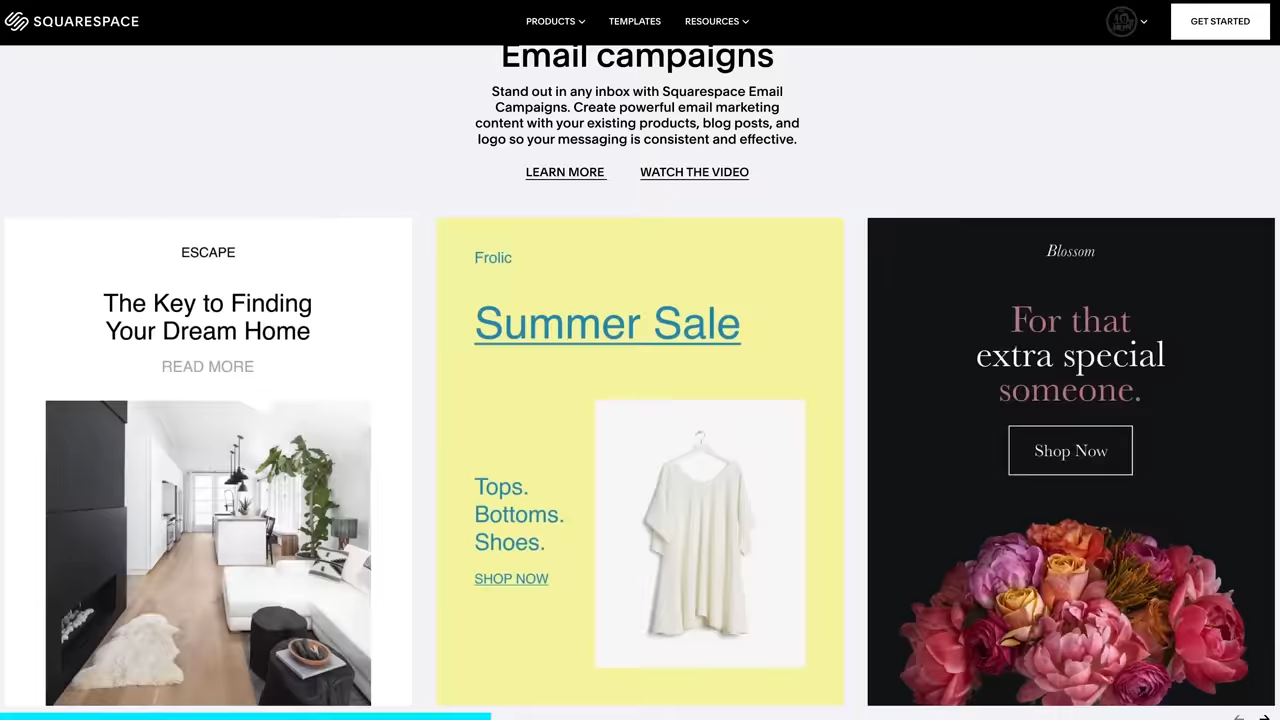 SQUARESPACE
PRODUCTS
TEMPLATES
RESOURCES
GET STARTED
Email campaigns
Stand out in any inbox with Squarespace Email
Campaigns. Create powerful email marketing
content with your existing products, blog posts, and
logo so your messaging is consistent and effective.
LEARN MORE
WATCH THE VIDEO
ESCAPE
The Key to Finding
Your Dream Home
READ MORE
Frolic
Summer Sale
Tops.
Bottoms.
Shoes.
SHOP NOW
Blossom
For that
extra special
someone.
Shop Now